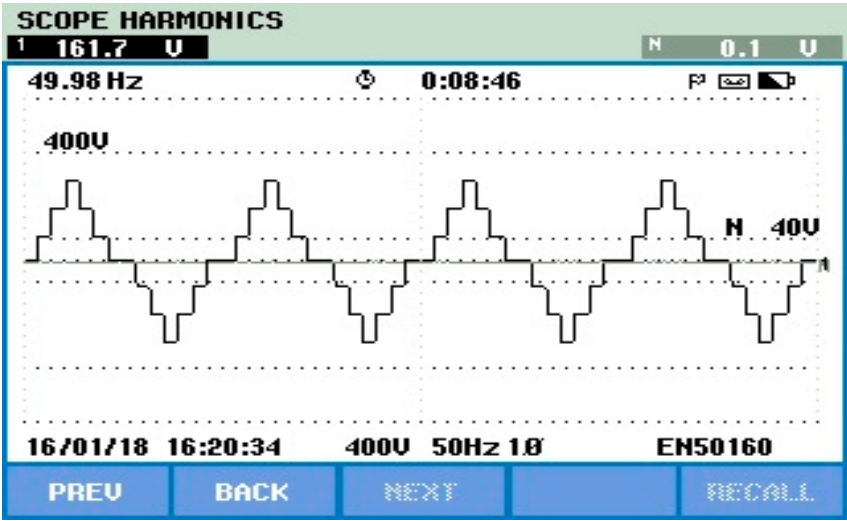 SCOPE HARMONICS
1 161.7 V N 0.1 V
49.98 Hz 0:08:46
400V
N 40V
1
16/01/18 16:20:34 400V 50Hz 1Ø EN50160
PREV BACK NEXT RECALL